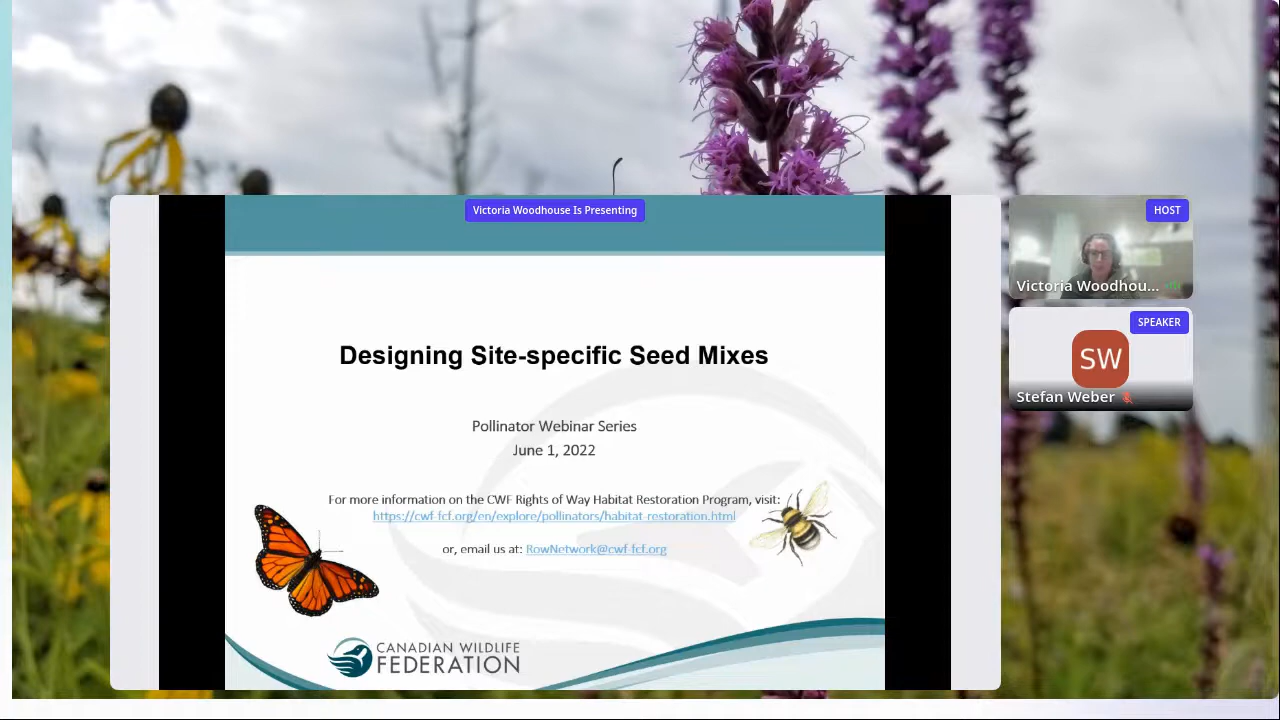 Victoria Woodhouse Is Presenting
HOST
Victoria Woodhou...
SPEAKER
SW
Stefan Weber
Designing Site-specific Seed Mixes
Pollinator Webinar Series
June 1, 2022
For more information on the CWF Rights of Way Habitat Restoration Program, visit:
https://cwf-fcf.org/en/explore/pollinators/habitat-restoration.html
or, email us at: RowNetwork@cwf-fcf.org
CANADIAN WILDLIFE
FEDERATION